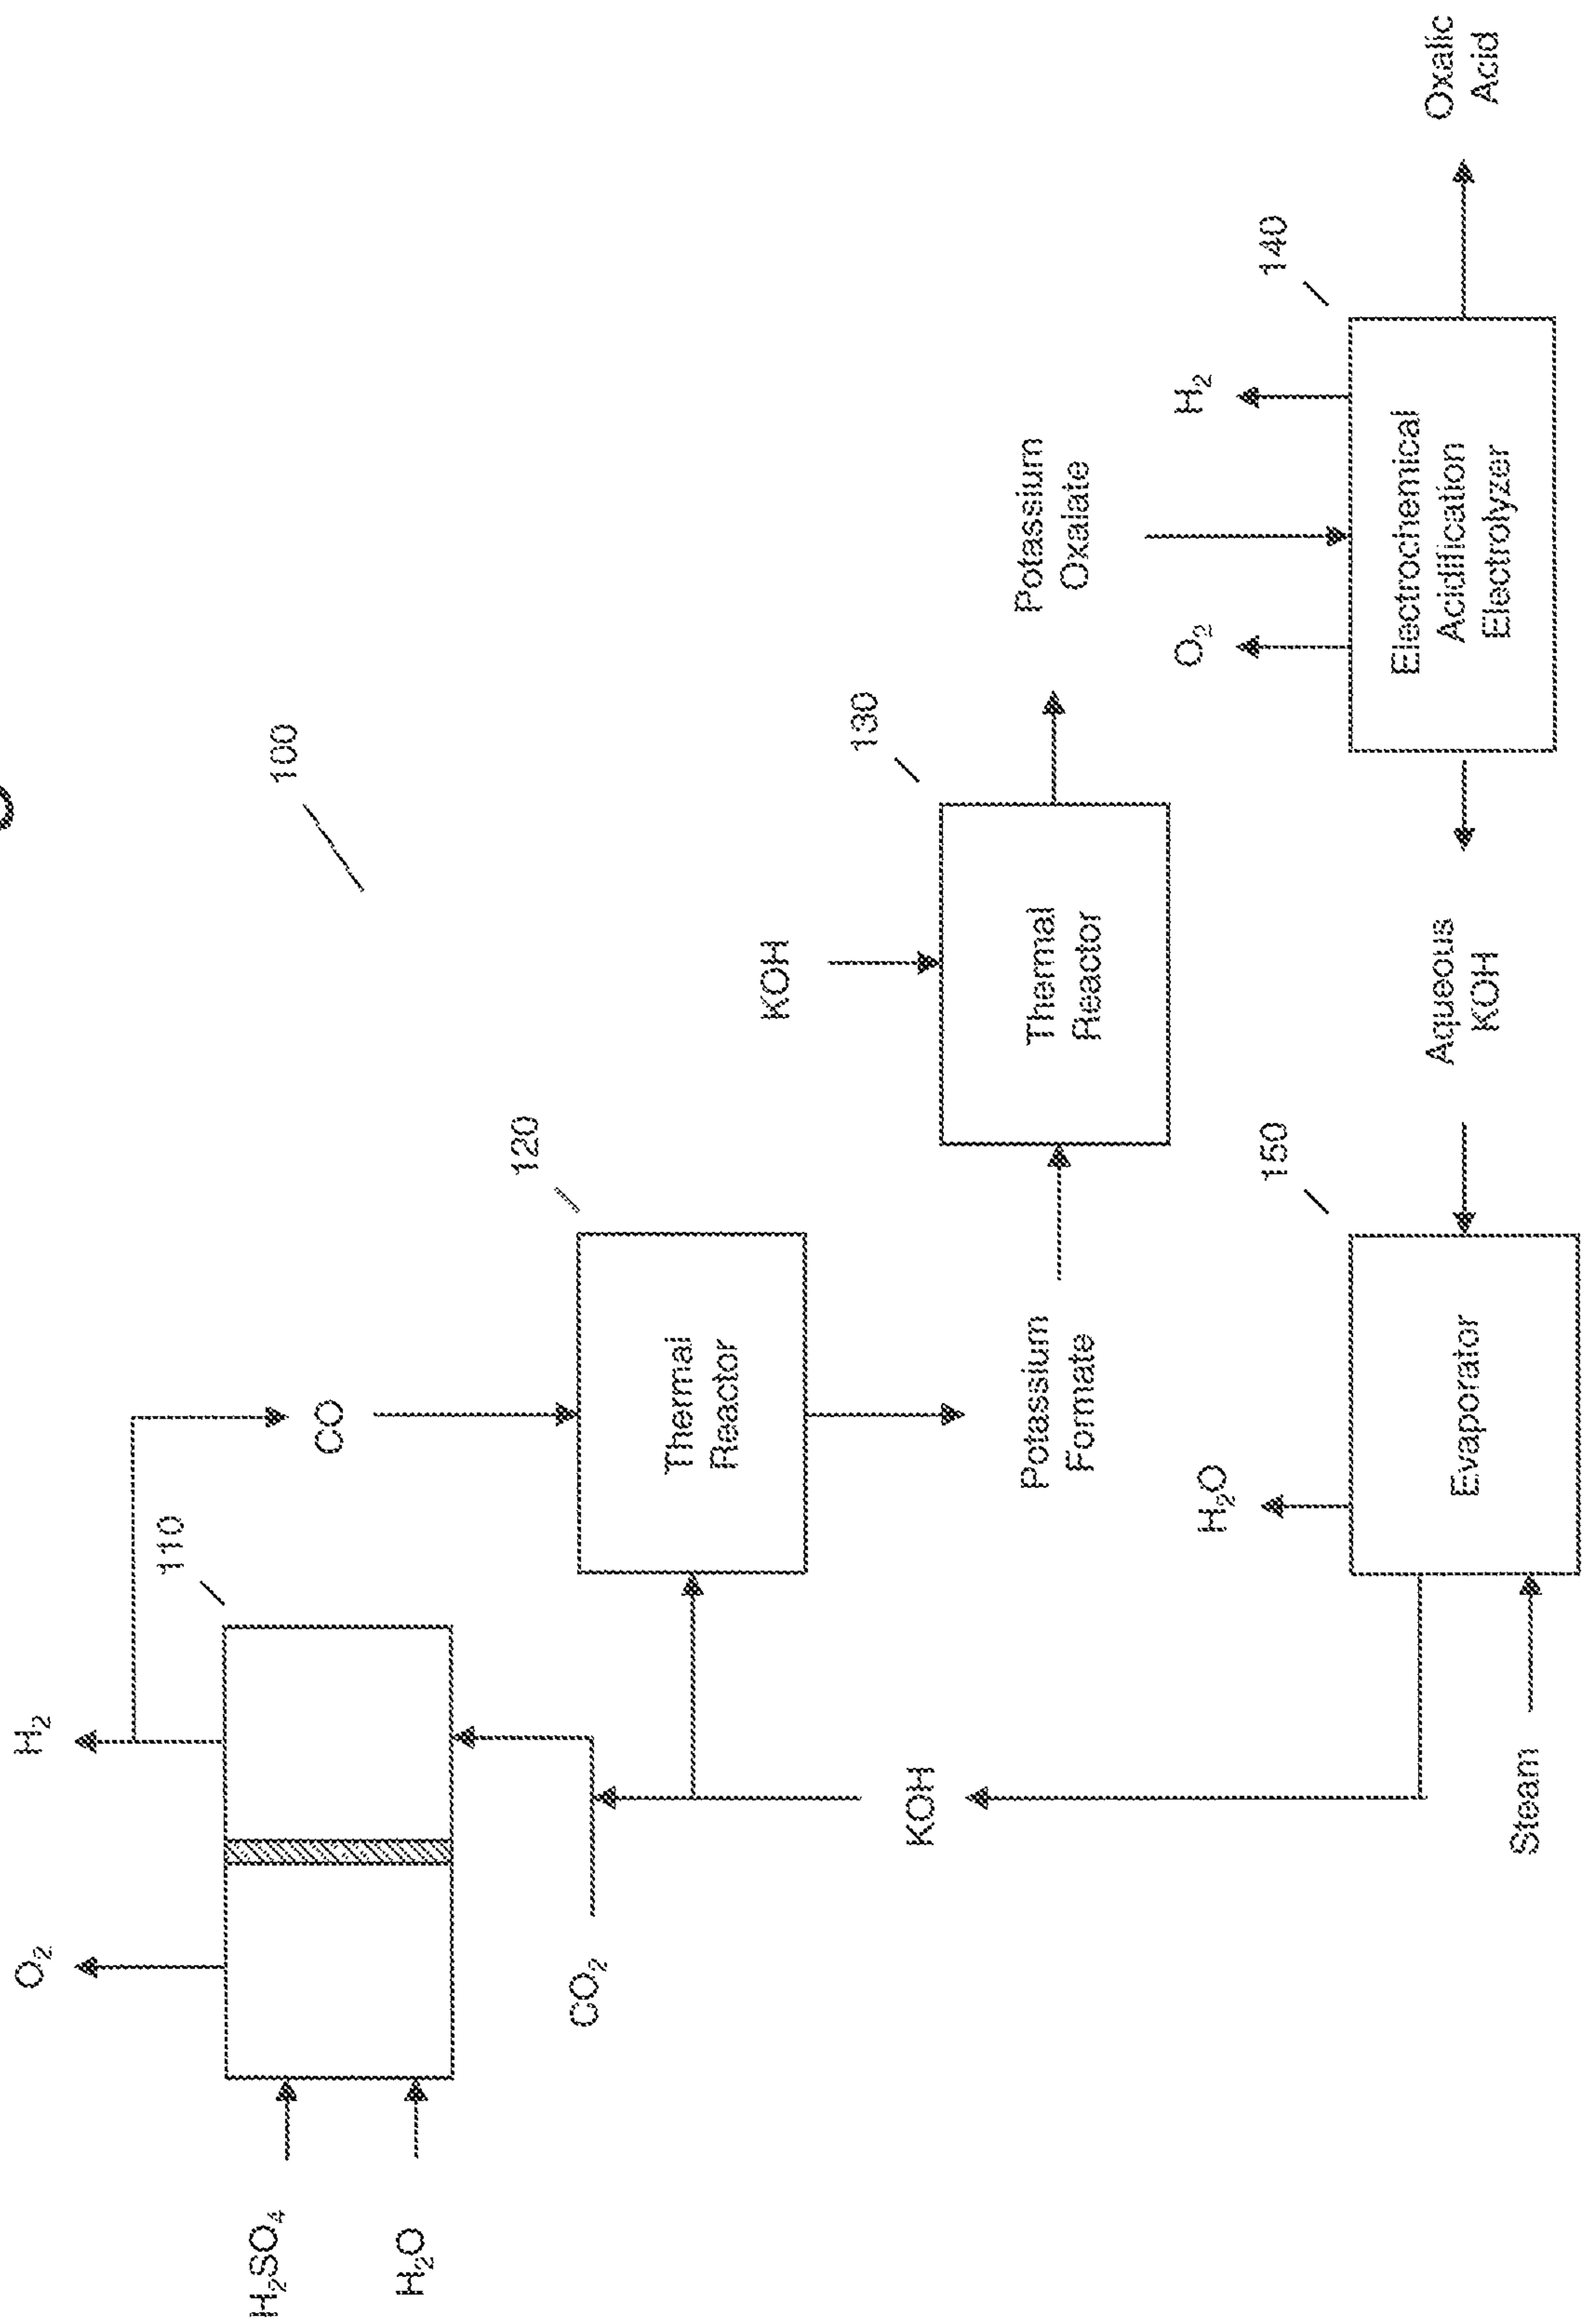 100
O₂
H₂
110
CO
H₂SO₄
H₂O
CO₂
120
Thermal
Reactor
KOH
KOH
130
Thermal
Reactor
Potassium
Formate
Potassium
Oxalate
H₂O
150
Evaporator
Steam
Aqueous
KOH
O₂
H₂
140
Electrochemical
Acidification
Electrolyzer
Oxalic
Acid